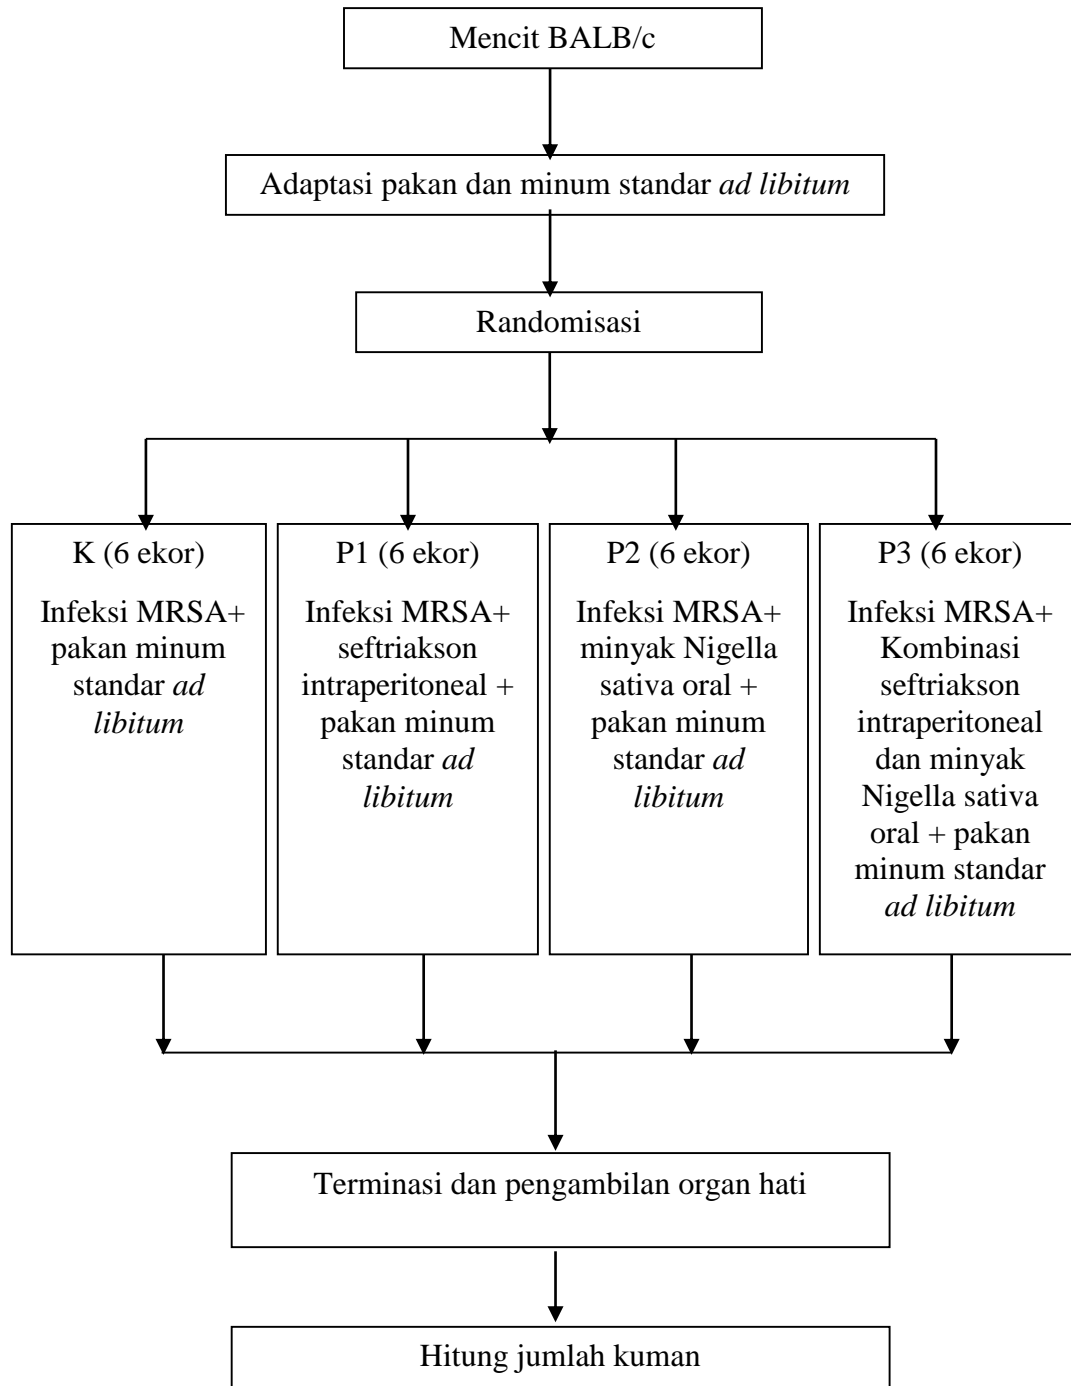 Mencit BALB/c
Adaptasi pakan dan minum standar ad libitum
Randomisasi
K (6 ekor)
Infeksi MRSA+
pakan minum
standar ad
libitum
P1 (6 ekor)
Infeksi MRSA+
seftriakson
intraperitoneal +
pakan minum
standar ad
libitum
P2 (6 ekor)
Infeksi MRSA+
minyak Nigella
sativa oral +
pakan minum
standar ad
libitum
P3 (6 ekor)
Infeksi MRSA+
Kombinasi
seftriakson
intraperitoneal
dan minyak
Nigella sativa
oral + pakan
minum standar
ad libitum
Terminasi dan pengambilan organ hati
Hitung jumlah kuman